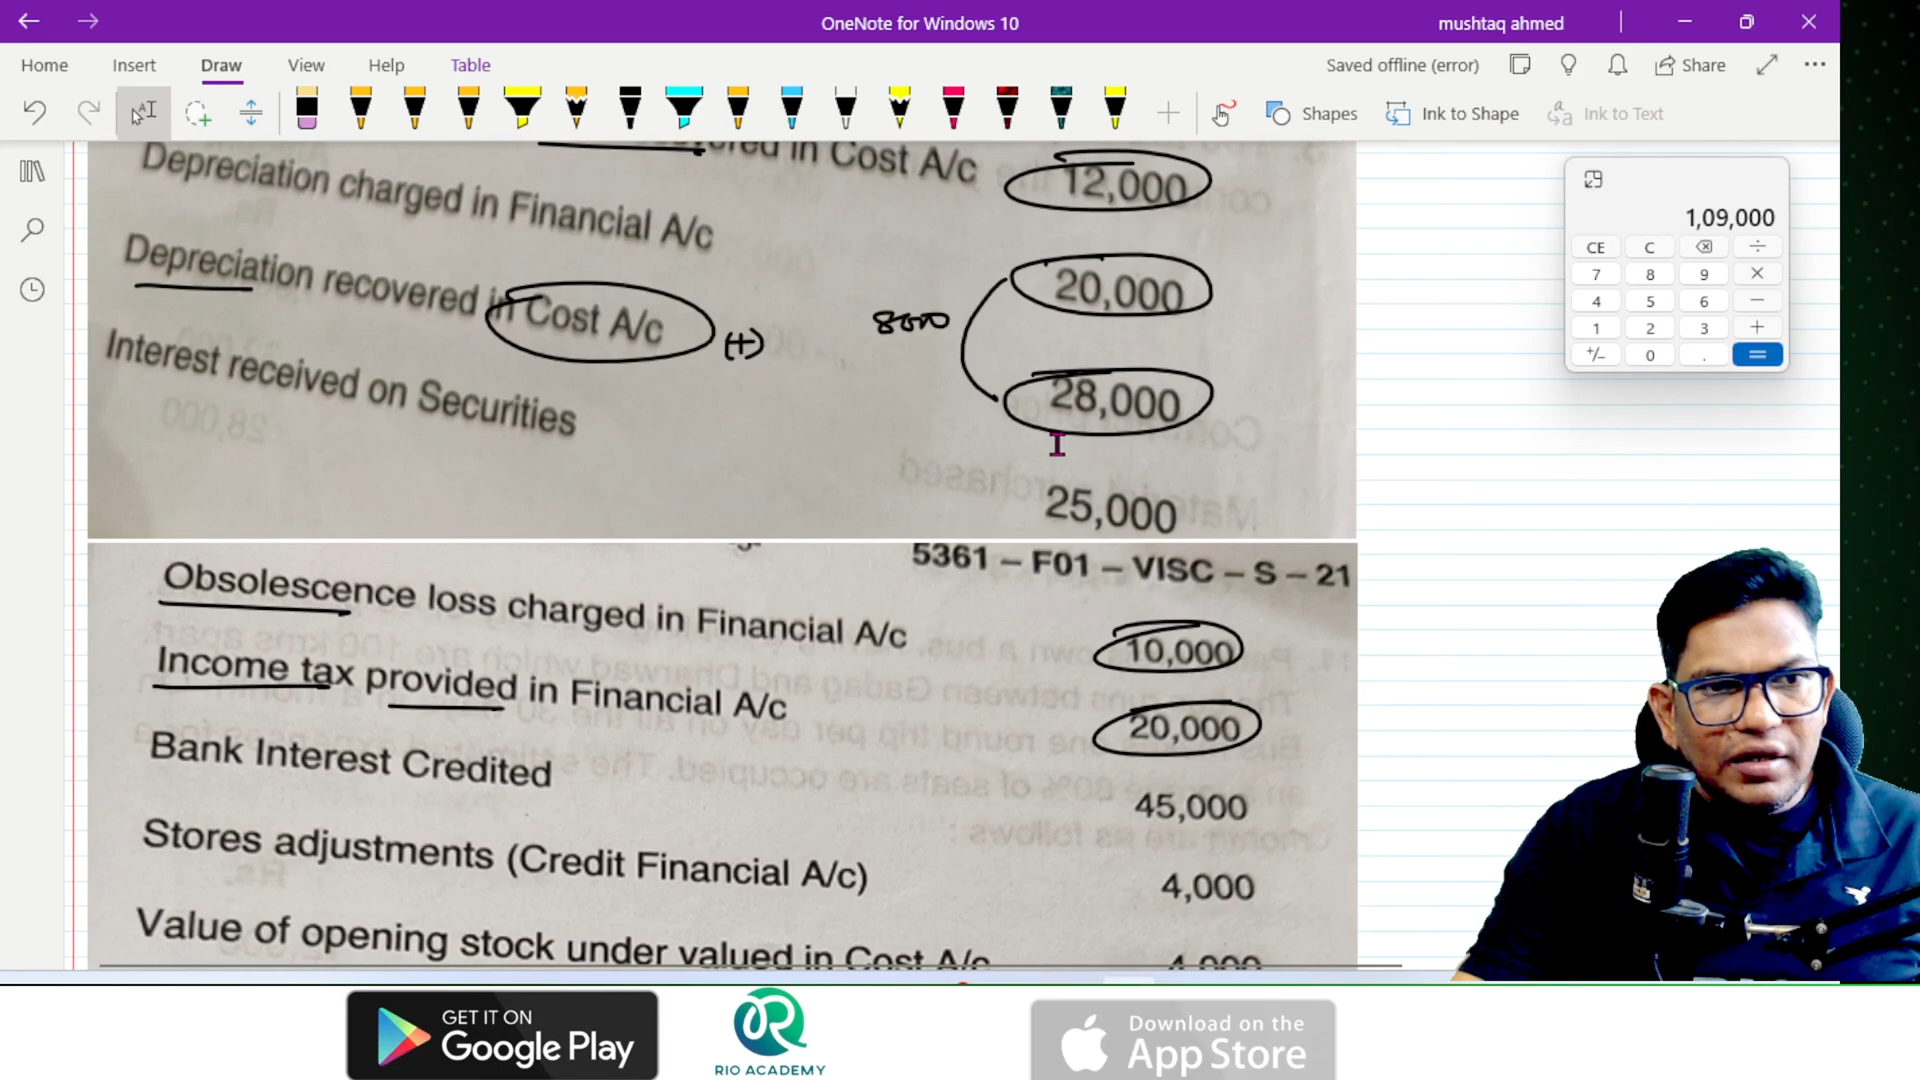 OneNote for Windows 10
mushtaq ahmed
Home Insert Draw View Help Table
Saved offline (error)
Share
Shapes
Ink to Shape
Ink to Text
in Cost A/c 12,000
Depreciation charged in Financial A/c 20,000
Depreciation recovered in Cost A/c (+) 8000 28,000
Interest received on Securities 25,000
5361 – F01 – VISC – S – 21
Obsolescence loss charged in Financial A/c 10,000
Income tax provided in Financial A/c 20,000
Bank Interest Credited 45,000
Stores adjustments (Credit Financial A/c) 4,000
Value of opening stock under valued in Cost A/c 4,000
1,09,000
CE C ÷
7 8 9 ×
4 5 6 −
1 2 3 +
+/− 0 . =
GET IT ON
Google Play
RIO ACADEMY
Download on the
App Store